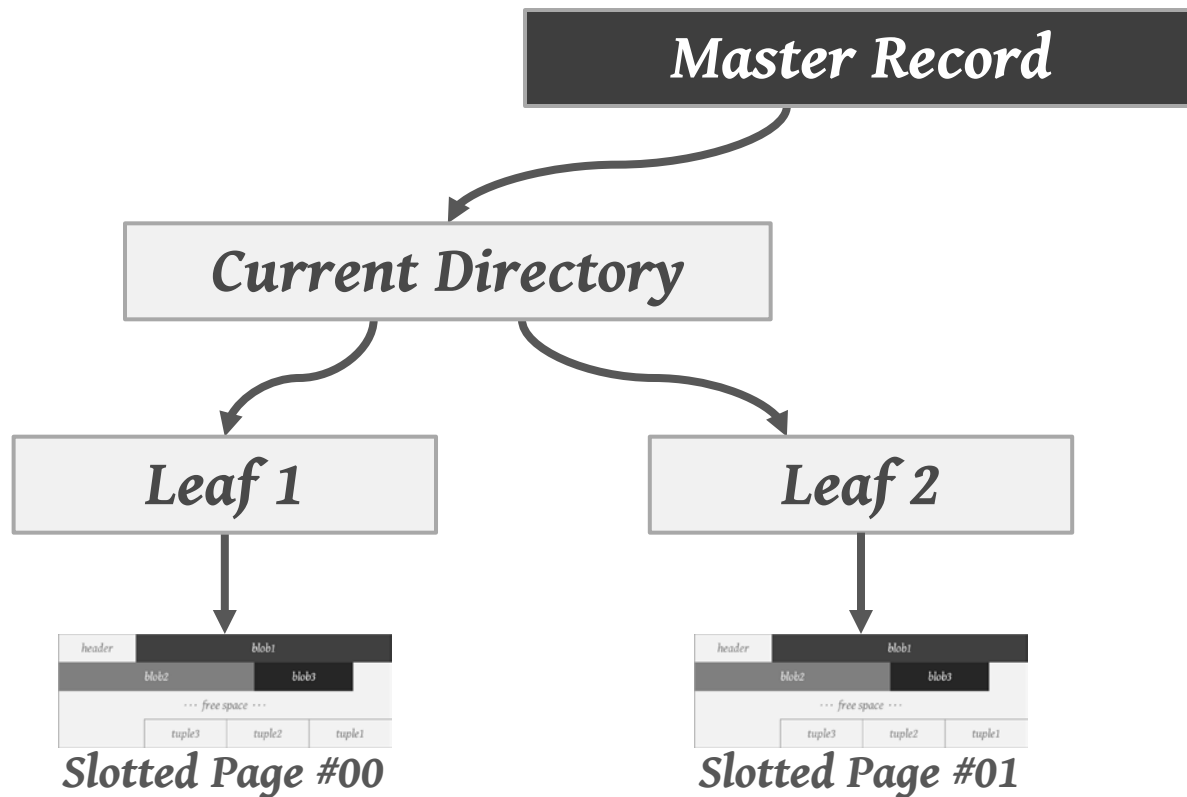 Master Record
Current Directory
Leaf 1
Leaf 2
header
blob1
blob2
blob3
··· free space ···
tuple3
tuple2
tuple1
Slotted Page #00
header
blob1
blob2
blob3
··· free space ···
tuple3
tuple2
tuple1
Slotted Page #01